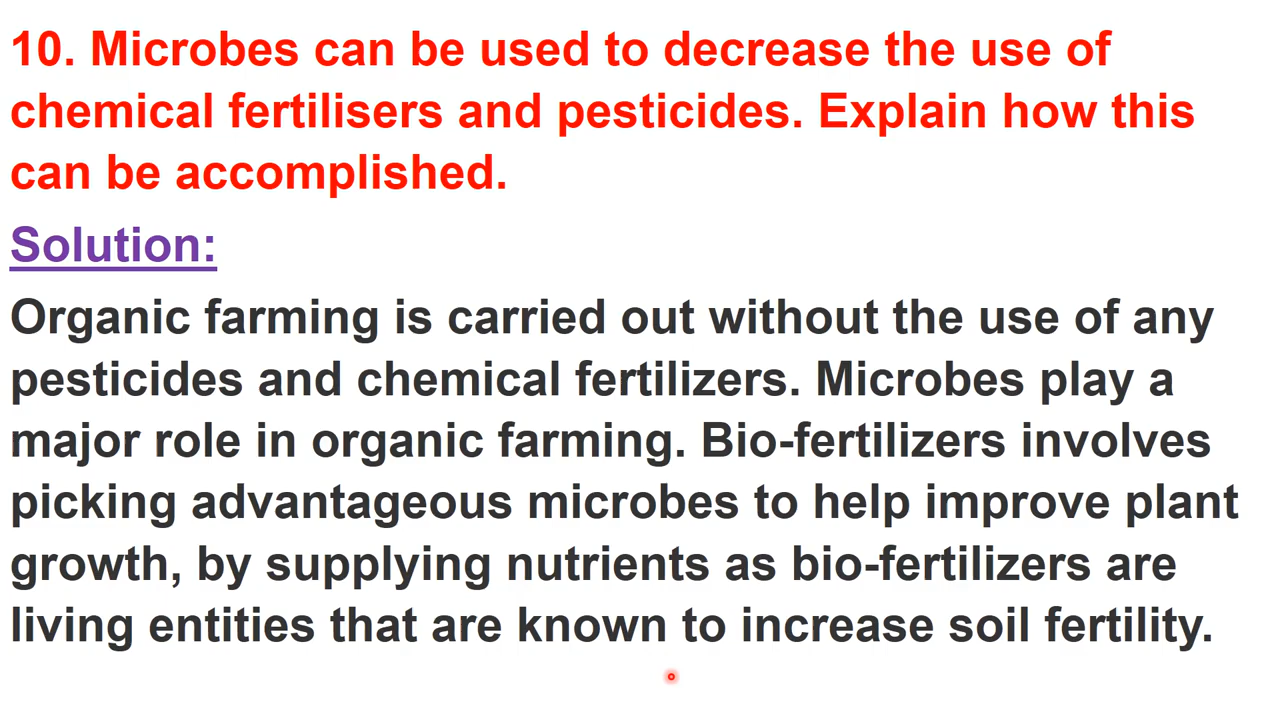 10. Microbes can be used to decrease the use of
chemical fertilisers and pesticides. Explain how this
can be accomplished.
Solution:
Organic farming is carried out without the use of any
pesticides and chemical fertilizers. Microbes play a
major role in organic farming. Bio-fertilizers involves
picking advantageous microbes to help improve plant
growth, by supplying nutrients as bio-fertilizers are
living entities that are known to increase soil fertility.